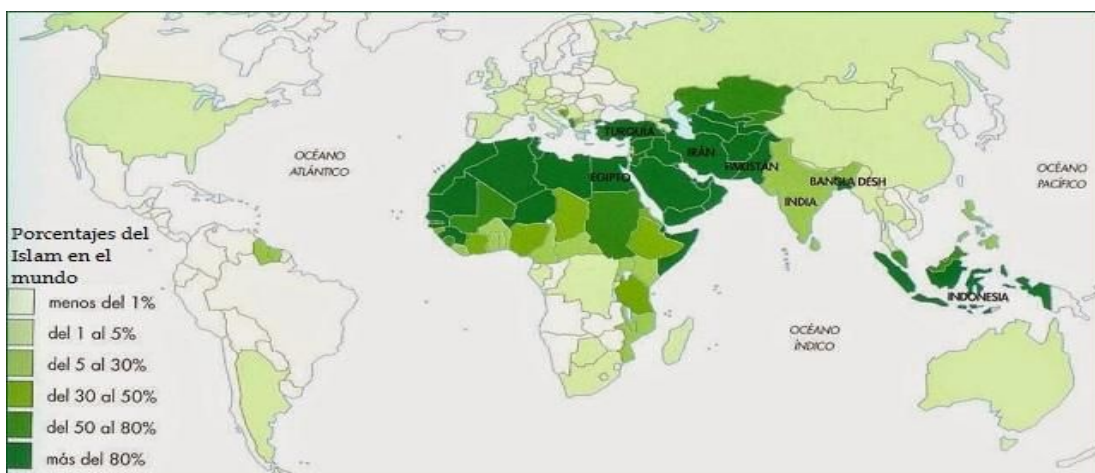 OCÉANO
ATLÁNTICO
TURQUÍA
IRÁN
PAKISTÁN
EGIPTO
BANGLA DESH
INDIA
OCÉANO
PACÍFICO
INDONESIA
OCÉANO
ÍNDICO
Porcentajes del
Islam en el
mundo
menos del 1%
del 1 al 5%
del 5 al 30%
del 30 al 50%
del 50 al 80%
más del 80%